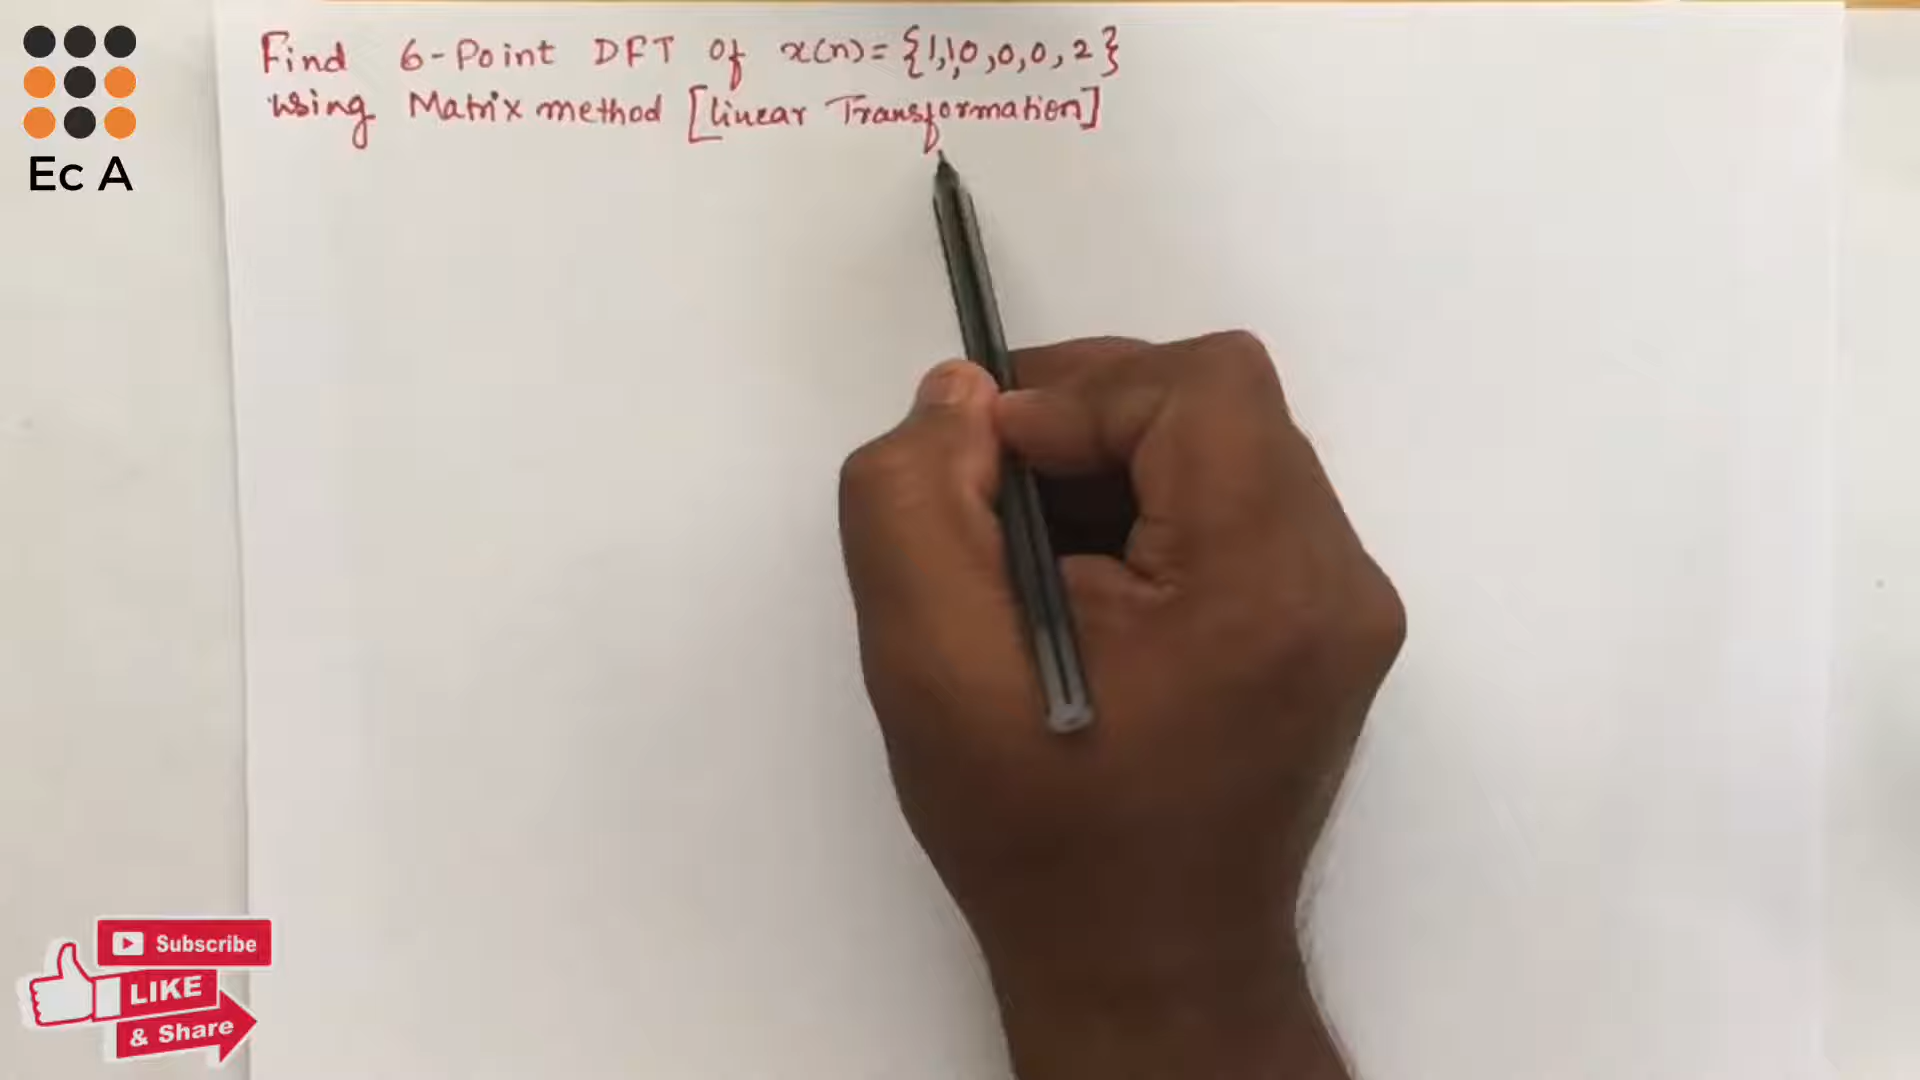 Find 6-Point DFT of x(n)= {1,1,0,0,0,2}
using Matrix method [linear Transformation]
Ec A
Subscribe
LIKE
& Share